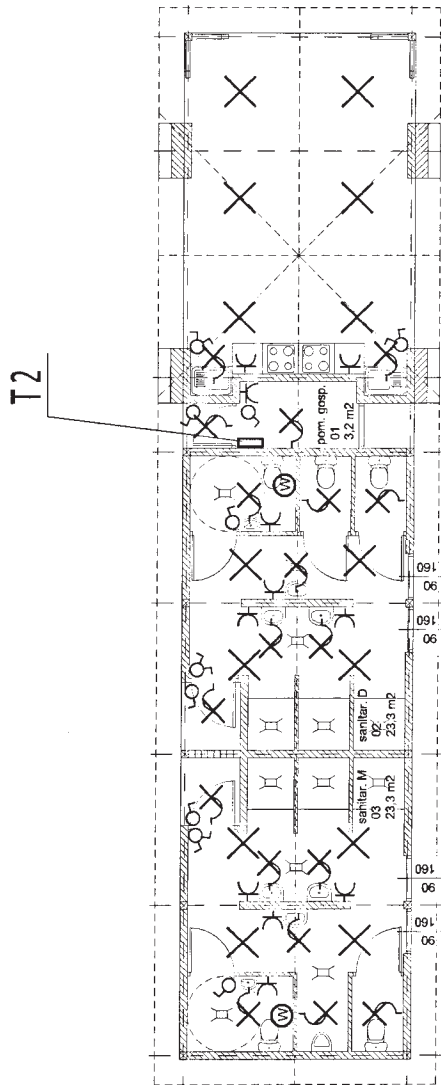 T2
pom. gosp.
01
3,2 m2
W
160
90
160
90
sanitar. D
02
23,3 m2
sanitar. M
03
23,3 m2
160
90
160
90
W